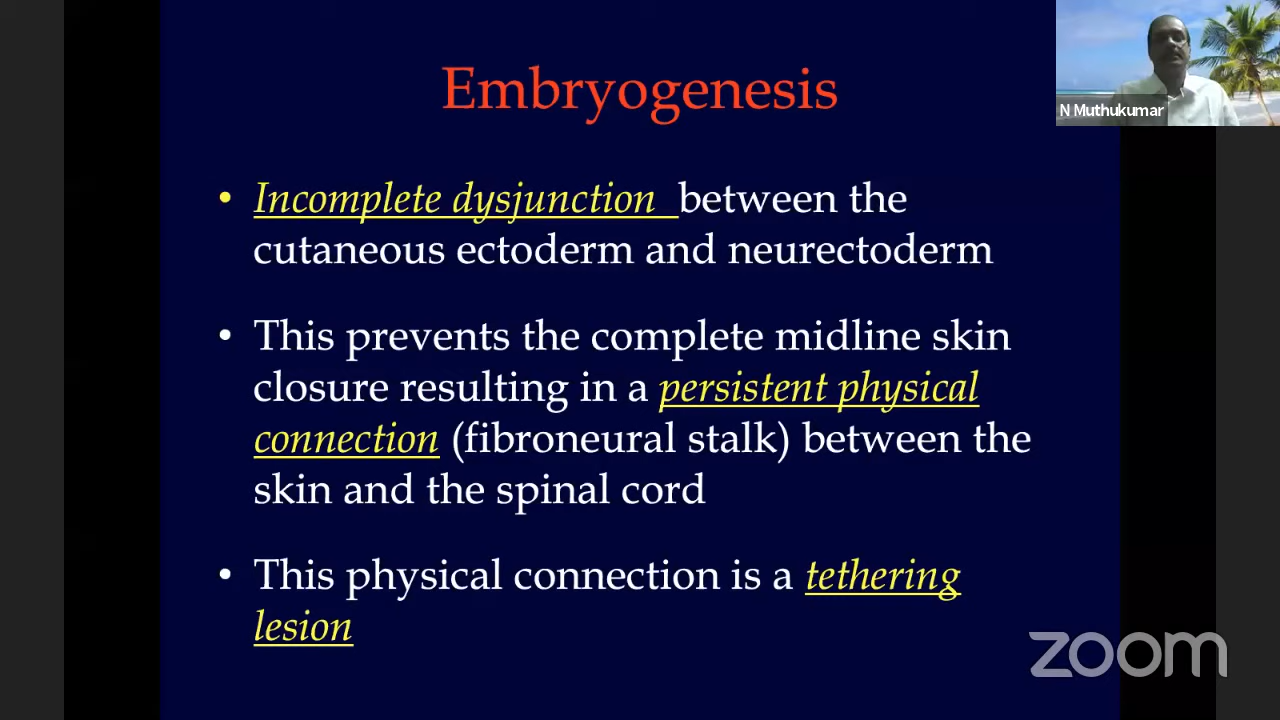 Embryogenesis
N Muthukumar
• Incomplete dysjunction between the
cutaneous ectoderm and neurectoderm
• This prevents the complete midline skin
closure resulting in a persistent physical
connection (fibroneural stalk) between the
skin and the spinal cord
• This physical connection is a tethering
lesion
zoom